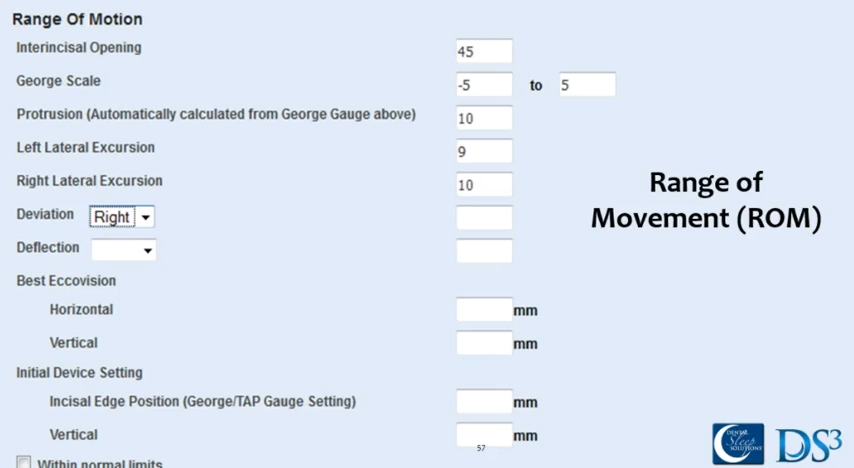 Range Of Motion
Interincisal Opening 45
George Scale -5 to 5
Protrusion (Automatically calculated from George Gauge above) 10
Left Lateral Excursion 9
Right Lateral Excursion 10
Range of
Movement (ROM)
Deviation Right
Deflection
Best Eccovision
Horizontal mm
Vertical mm
Initial Device Setting
Incisal Edge Position (George/TAP Gauge Setting) mm
Vertical mm
57
Within normal limits
DENTAL
Sleep
SOLUTIONS
DS3